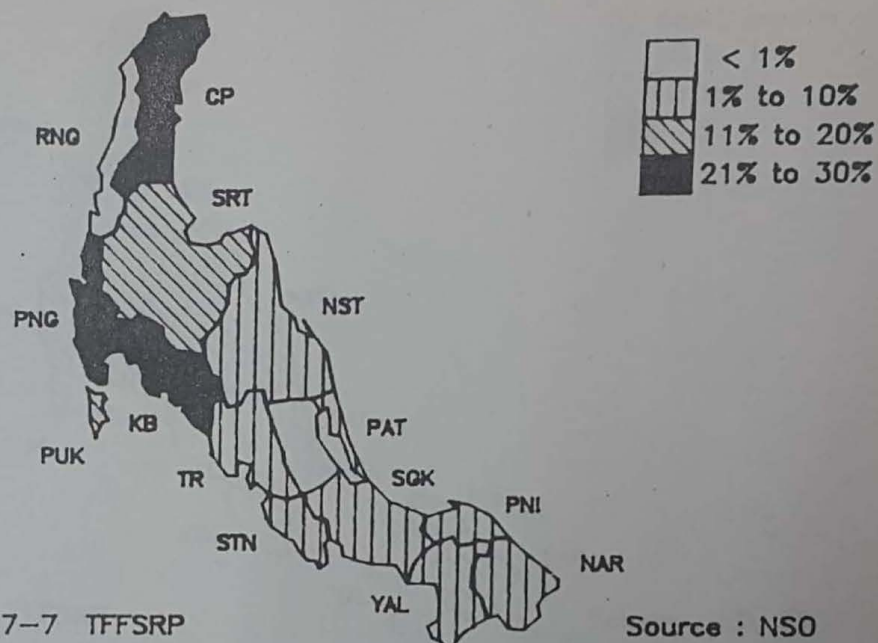 < 1%
1% to 10%
11% to 20%
21% to 30%
CP
RNG
SRT
PNG
NST
KB
PUK
PAT
TR
SGK
PNI
STN
NAR
YAL
7-7 TFFSRP
Source : NSO